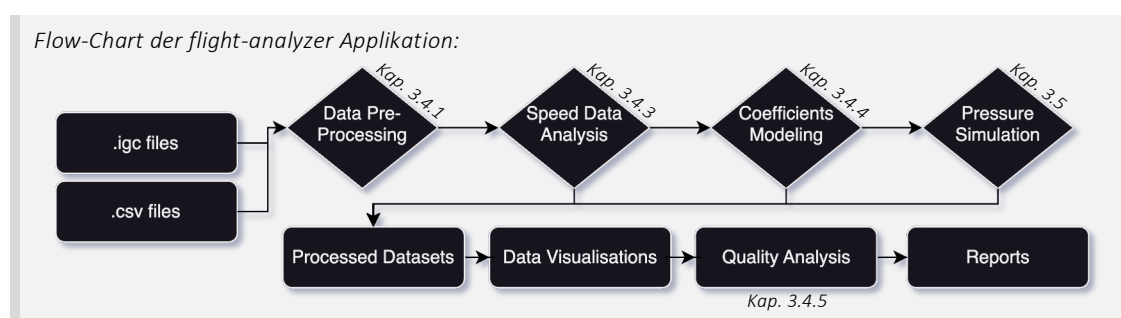 Flow-Chart der flight-analyzer Applikation:
.igc files
.csv files
Data Pre-
Processing
Kap. 3.4.1
Speed Data
Analysis
Kap. 3.4.3
Coefficients
Modeling
Kap. 3.4.4
Pressure
Simulation
Kap. 3.5
Processed Datasets
Data Visualisations
Quality Analysis
Kap. 3.4.5
Reports